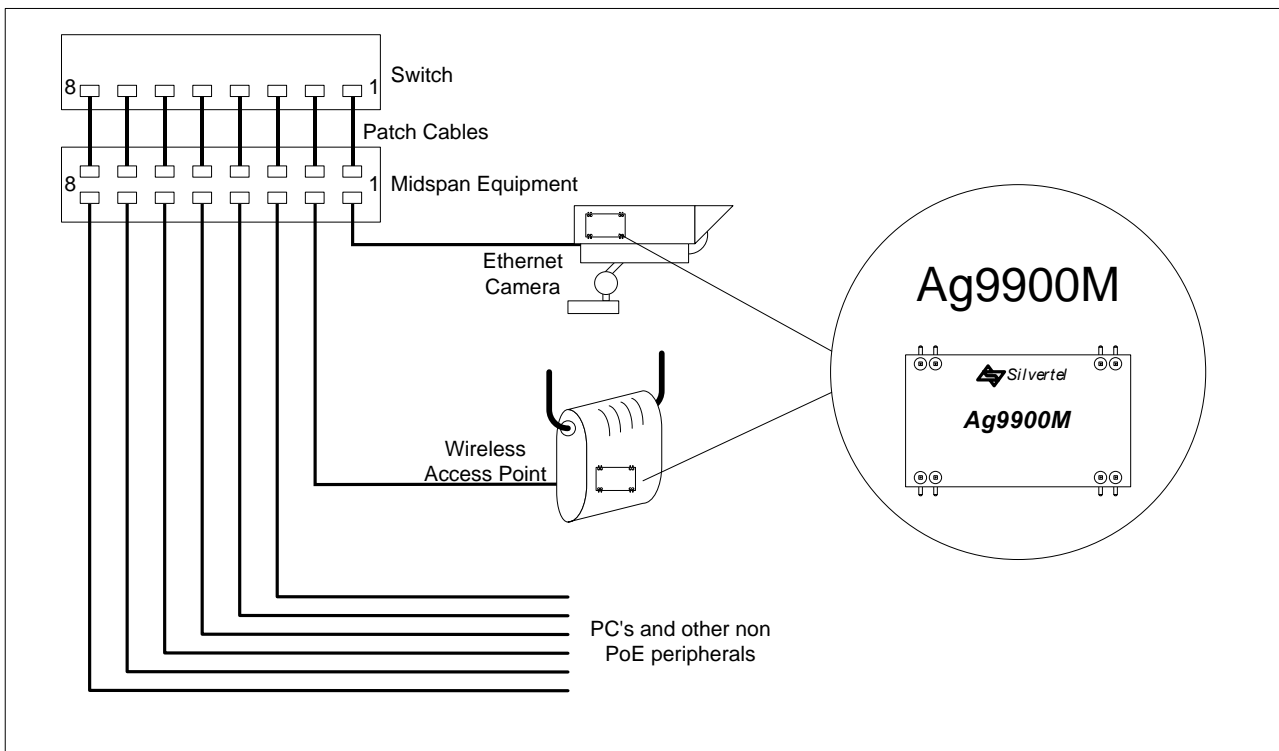 8
1
Switch
Patch Cables
8
1
Midspan Equipment
Ethernet
Camera
Ag9900M
Silvertel
Ag9900M
Wireless
Access Point
PC's and other non
PoE peripherals